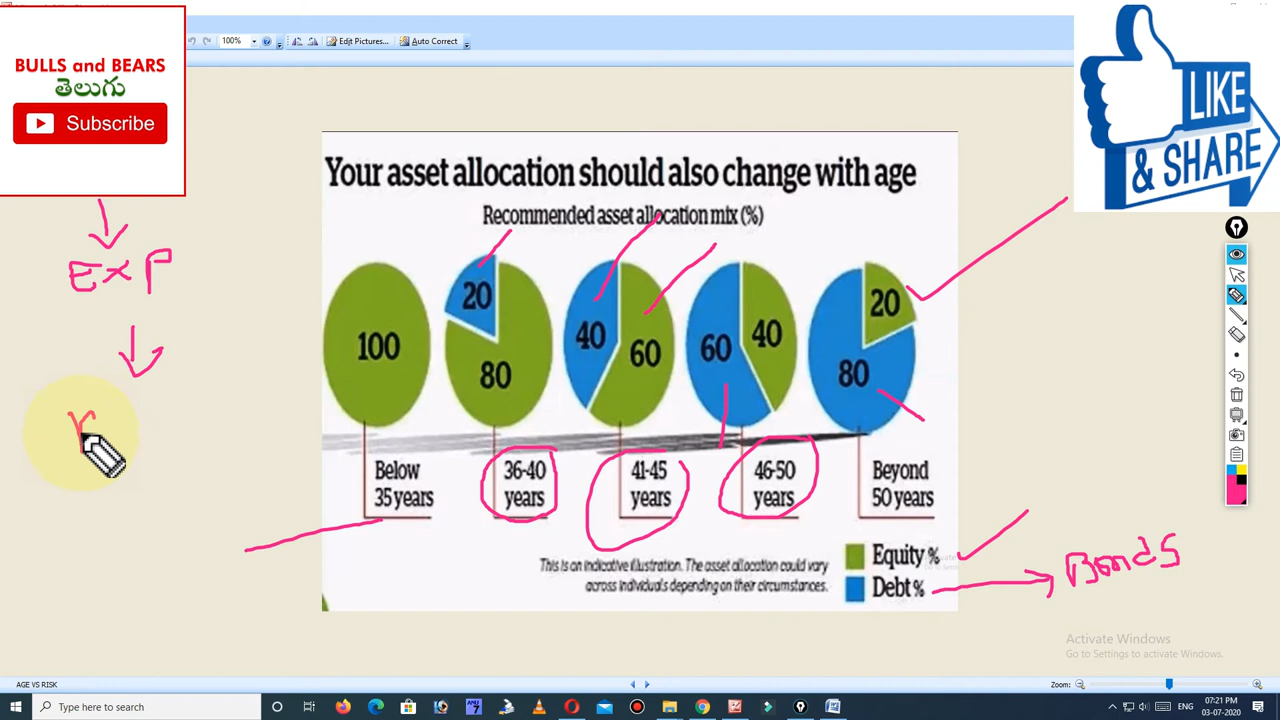 100%
Edit Pictures...
Auto Correct
BULLS and BEARS
తెలుగు
Subscribe
LIKE
& SHARE
Your asset allocation should also change with age
Recommended asset allocation mix (%)
EXP
100
20
80
40
60
60
40
20
80
r
Below
35 years
36-40
years
41-45
years
46-50
years
Beyond
50 years
This is an indicative illustration. The asset allocation could vary
across individuals depending on their circumstances.
Equity %
Debt %
Bonds
Activate Windows
Go to Settings to activate Windows.
AGE VS RISK
Zoom:
Type here to search
ENG
07:21 PM
03-07-2020